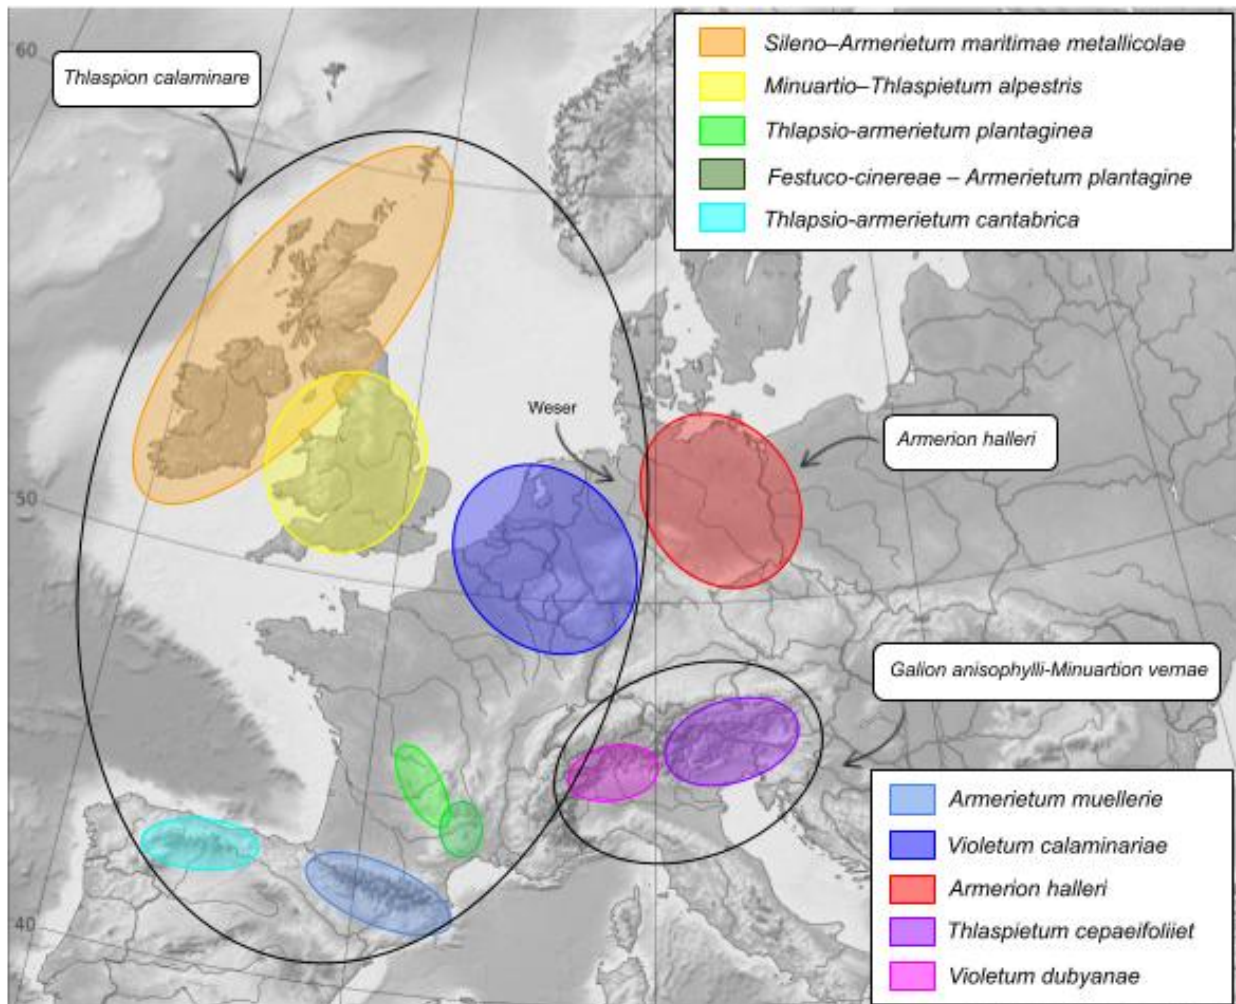 60
Thlaspion calaminare
Sileno–Armerietum maritimae metallicolae
Minuartio–Thlaspietum alpestris
Thlapsio-armerietum plantaginea
Festuco-cinereae – Armerietum plantagine
Thlapsio-armerietum cantabrica
Weser
Armerion halleri
50
Galion anisophylli-Minuartion vernae
Armerietum muellerie
Violetum calaminariae
Armerion halleri
Thlaspietum cepaeifoliiet
Violetum dubyanae
40